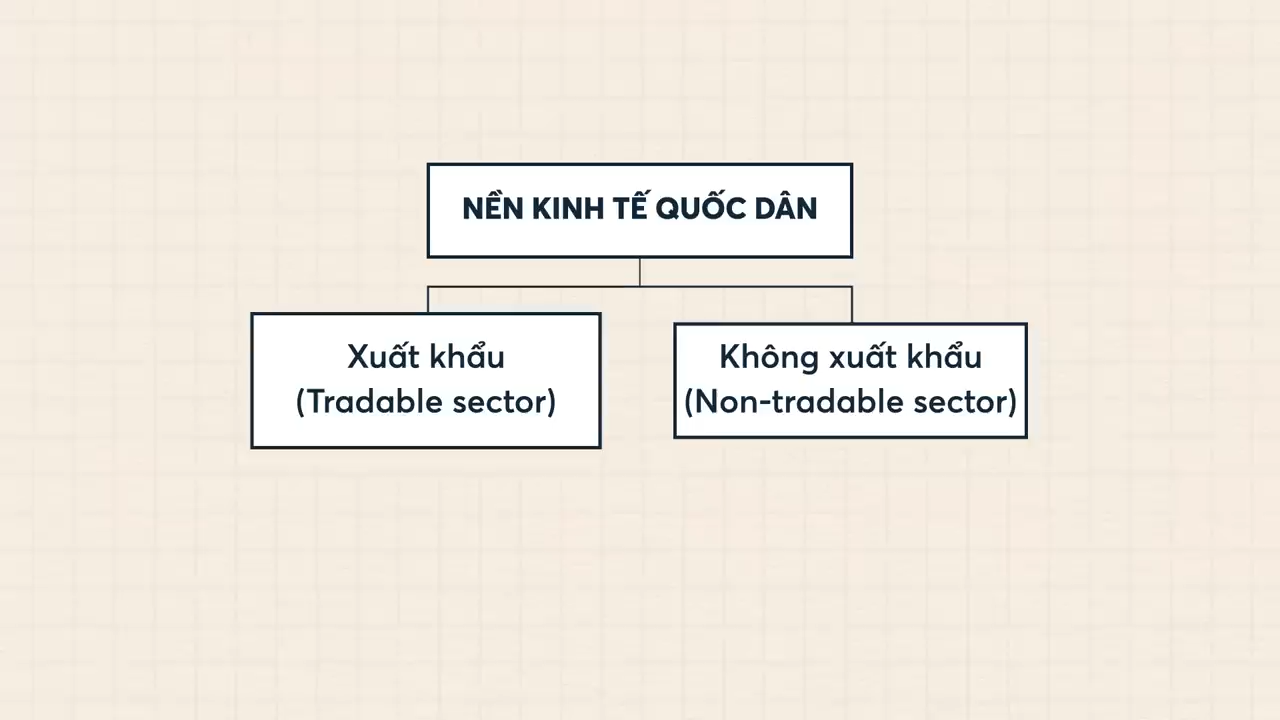 NỀN KINH TẾ QUỐC DÂN
Xuất khẩu
(Tradable sector)
Không xuất khẩu
(Non-tradable sector)